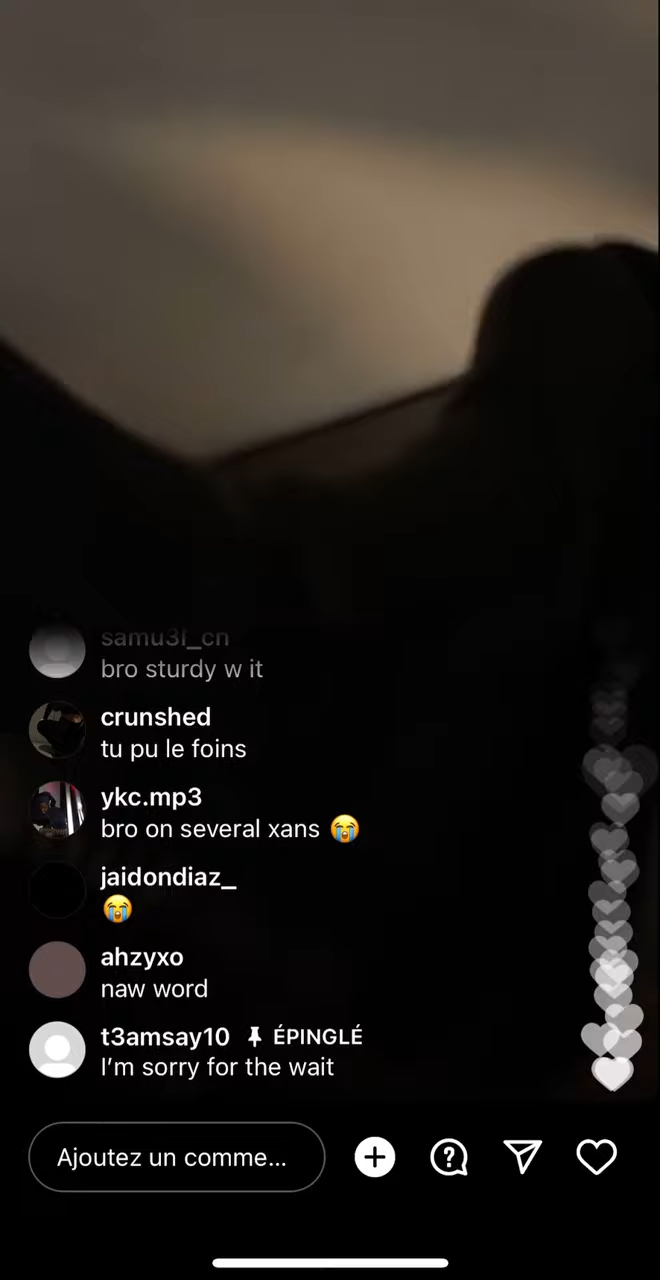 samu3l_cn
bro sturdy w it
crunshed
tu pu le foins
ykc.mp3
bro on several xans 😭
jaidondiaz_
😭
ahzyxo
naw word
t3amsay10 ÉPINGLÉ
I’m sorry for the wait
Ajoutez un comme...